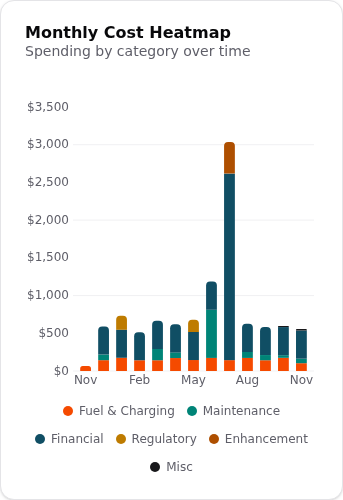 Monthly Cost Heatmap
Spending by category over time
$3,500
$3,000
$2,500
$2,000
$1,500
$1,000
$500
$0
Nov Feb May Aug Nov
Fuel & Charging Maintenance
Financial Regulatory Enhancement
Misc